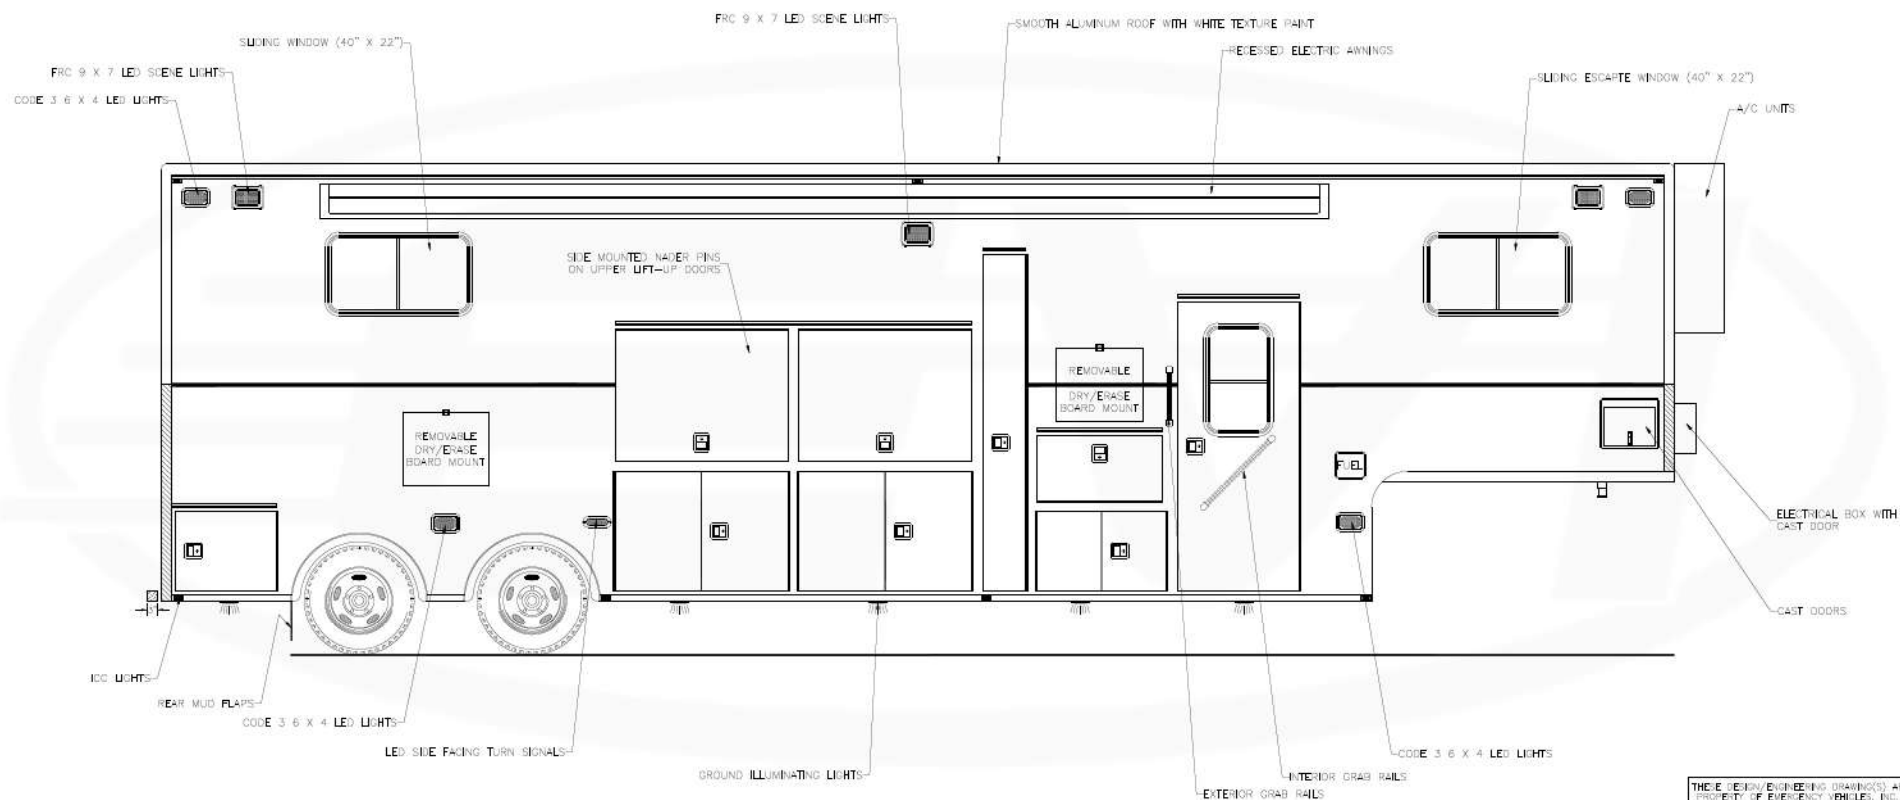 FRC 9 X 7 LED SCENE LIGHTS
SMOOTH ALUMINUM ROOF WITH WHITE TEXTURE PAINT
SLIDING WINDOW (40" X 22")
RECESSED ELECTRIC AWNINGS
FRC 9 X 7 LED SCENE LIGHTS
SLIDING ESCAPTE WINDOW (40" X 22")
CODE 3 6 X 4 LED LIGHTS
A/C UNITS
SIDE MOUNTED NADER PINS
ON UPPER LIFT-UP DOORS
REMOVABLE
DRY/ERASE
BOARD MOUNT
REMOVABLE
DRY/ERASE
BOARD MOUNT
FUEL
ELECTRICAL BOX WITH
CAST DOOR
3"
CAST DOORS
ICC LIGHTS
REAR MUD FLAPS
CODE 3 6 X 4 LED LIGHTS
LED SIDE FACING TURN SIGNALS
CODE 3 6 X 4 LED LIGHTS
GROUND ILLUMINATING LIGHTS
INTERIOR GRAB RAILS
EXTERIOR GRAB RAILS
THESE DESIGN/ENGINEERING DRAWING(S)
PROPERTY OF EMERGENCY VEHICLES, INC.